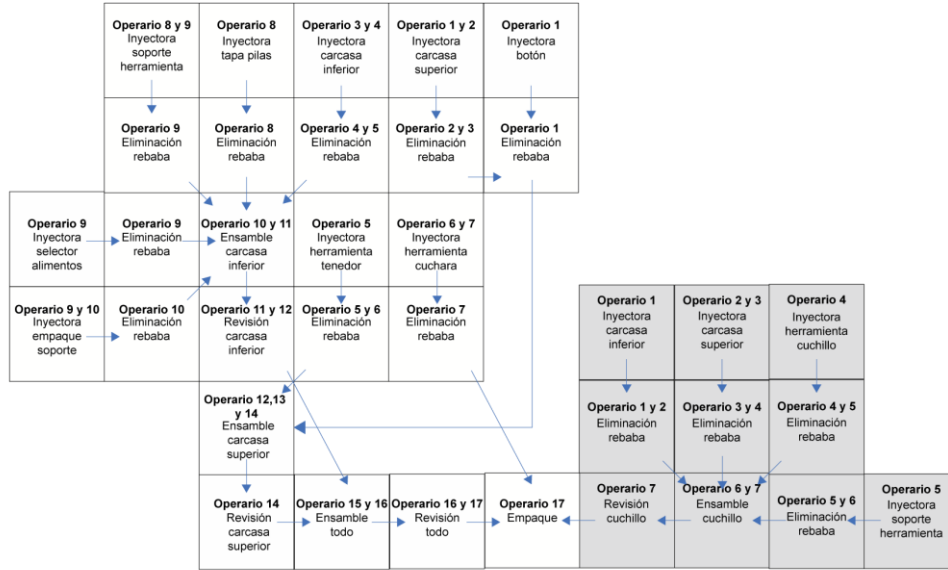 Operario 8 y 9
Inyectora
soporte
herramienta
Operario 8
Inyectora
tapa pilas
Operario 3 y 4
Inyectora
carcasa
inferior
Operario 1 y 2
Inyectora
carcasa
superior
Operario 1
Inyectora
botón
Operario 9
Eliminación
rebaba
Operario 8
Eliminación
rebaba
Operario 4 y 5
Eliminación
rebaba
Operario 2 y 3
Eliminación
rebaba
Operario 1
Eliminación
rebaba
Operario 9
Inyectora
selector
alimentos
Operario 9
Eliminación
rebaba
Operario 10 y 11
Ensamble
carcasa
inferior
Operario 5
Inyectora
herramienta
tenedor
Operario 6 y 7
Inyectora
herramienta
cuchara
Operario 9 y 10
Inyectora
empaque
soporte
Operario 10
Eliminación
rebaba
Operario 11 y 12
Revisión
carcasa
inferior
Operario 5 y 6
Eliminación
rebaba
Operario 7
Eliminación
rebaba
Operario 1
Inyectora
carcasa
inferior
Operario 2 y 3
Inyectora
carcasa
superior
Operario 4
Inyectora
herramienta
cuchillo
Operario 12,13
y 14
Ensamble
carcasa
superior
Operario 1 y 2
Eliminación
rebaba
Operario 3 y 4
Eliminación
rebaba
Operario 4 y 5
Eliminación
rebaba
Operario 14
Revisión
carcasa
superior
Operario 15 y 16
Ensamble
todo
Operario 16 y 17
Revisión
todo
Operario 17
Empaque
Operario 7
Revisión
cuchillo
Operario 6 y 7
Ensamble
cuchillo
Operario 5 y 6
Eliminación
rebaba
Operario 5
Inyectora
soporte
herramienta